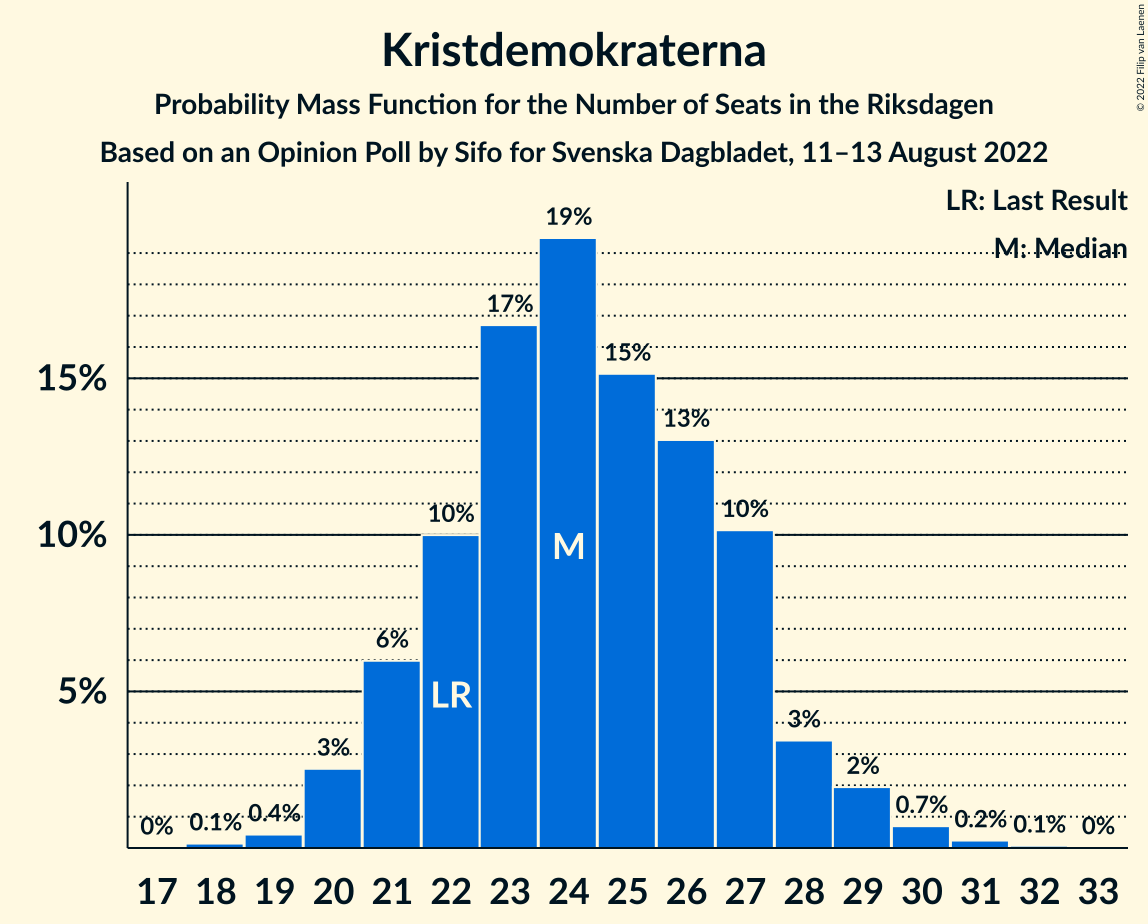 Kristdemokraterna
Probability Mass Function for the Number of Seats in the Riksdagen
Based on an Opinion Poll by Sifo for Svenska Dagbladet, 11–13 August 2022
© 2022 Filip van Laenen
LR: Last Result
M: Median
15%
10%
5%
0%
0.1%
0.4%
3%
6%
10%
17%
19%
15%
13%
10%
3%
2%
0.7%
0.2%
0.1%
0%
LR
M
17 18 19 20 21 22 23 24 25 26 27 28 29 30 31 32 33